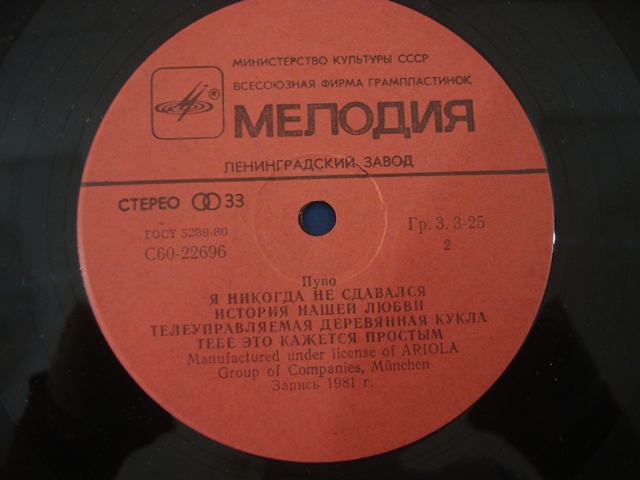 МИНИСТЕРСТВО КУЛЬТУРЫ СССР
ВСЕСОЮЗНАЯ ФИРМА ГРАМПЛАСТИНОК
®
МЕЛОДИЯ
ЛЕНИНГРАДСКИЙ ЗАВОД
СТЕРЕО 33
ГОСТ 5289-80
С60-22696
Гр. 3. 3-25
2
Пупо
Я НИКОГДА НЕ СДАВАЛСЯ
ИСТОРИЯ НАШЕЙ ЛЮБВИ
ТЕЛЕУПРАВЛЯЕМАЯ ДЕРЕВЯННАЯ КУКЛА
ТЕБЕ ЭТО КАЖЕТСЯ ПРОСТЫМ
Manufactured under license of ARIOLA
Group of Companies, München
Запись 1981 г.